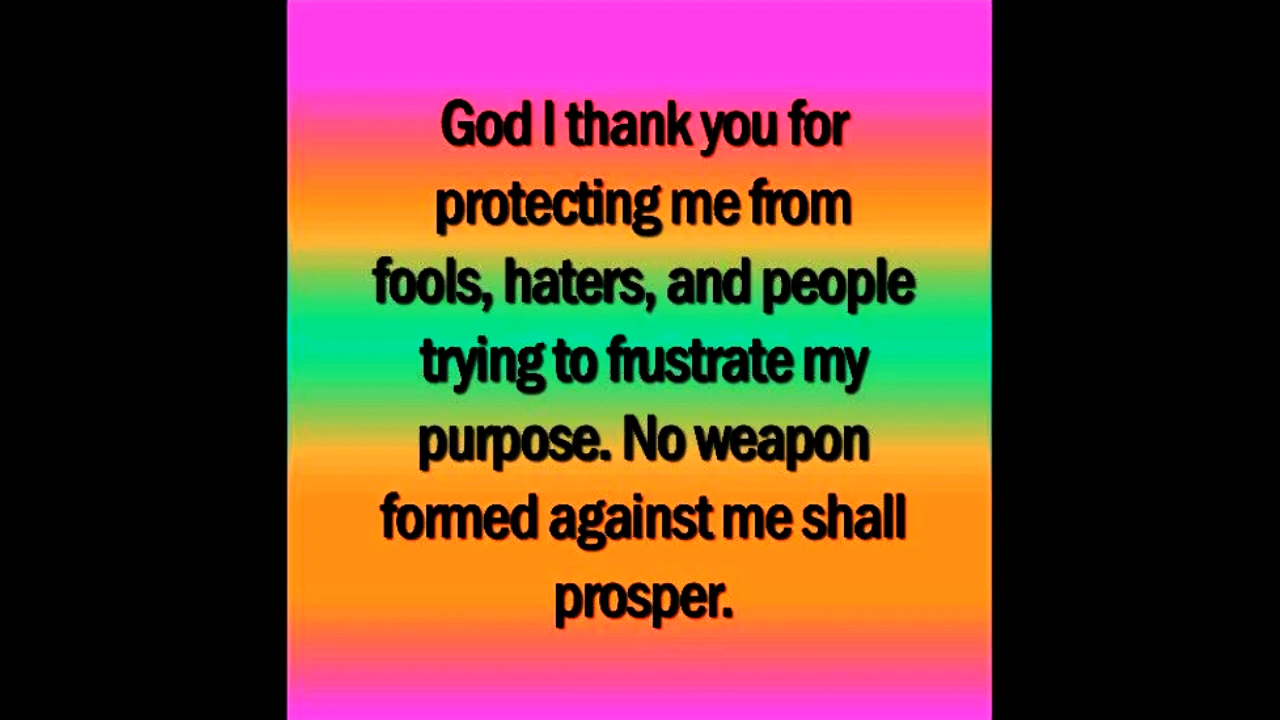 God I thank you for
protecting me from
fools, haters, and people
trying to frustrate my
purpose. No weapon
formed against me shall
prosper.